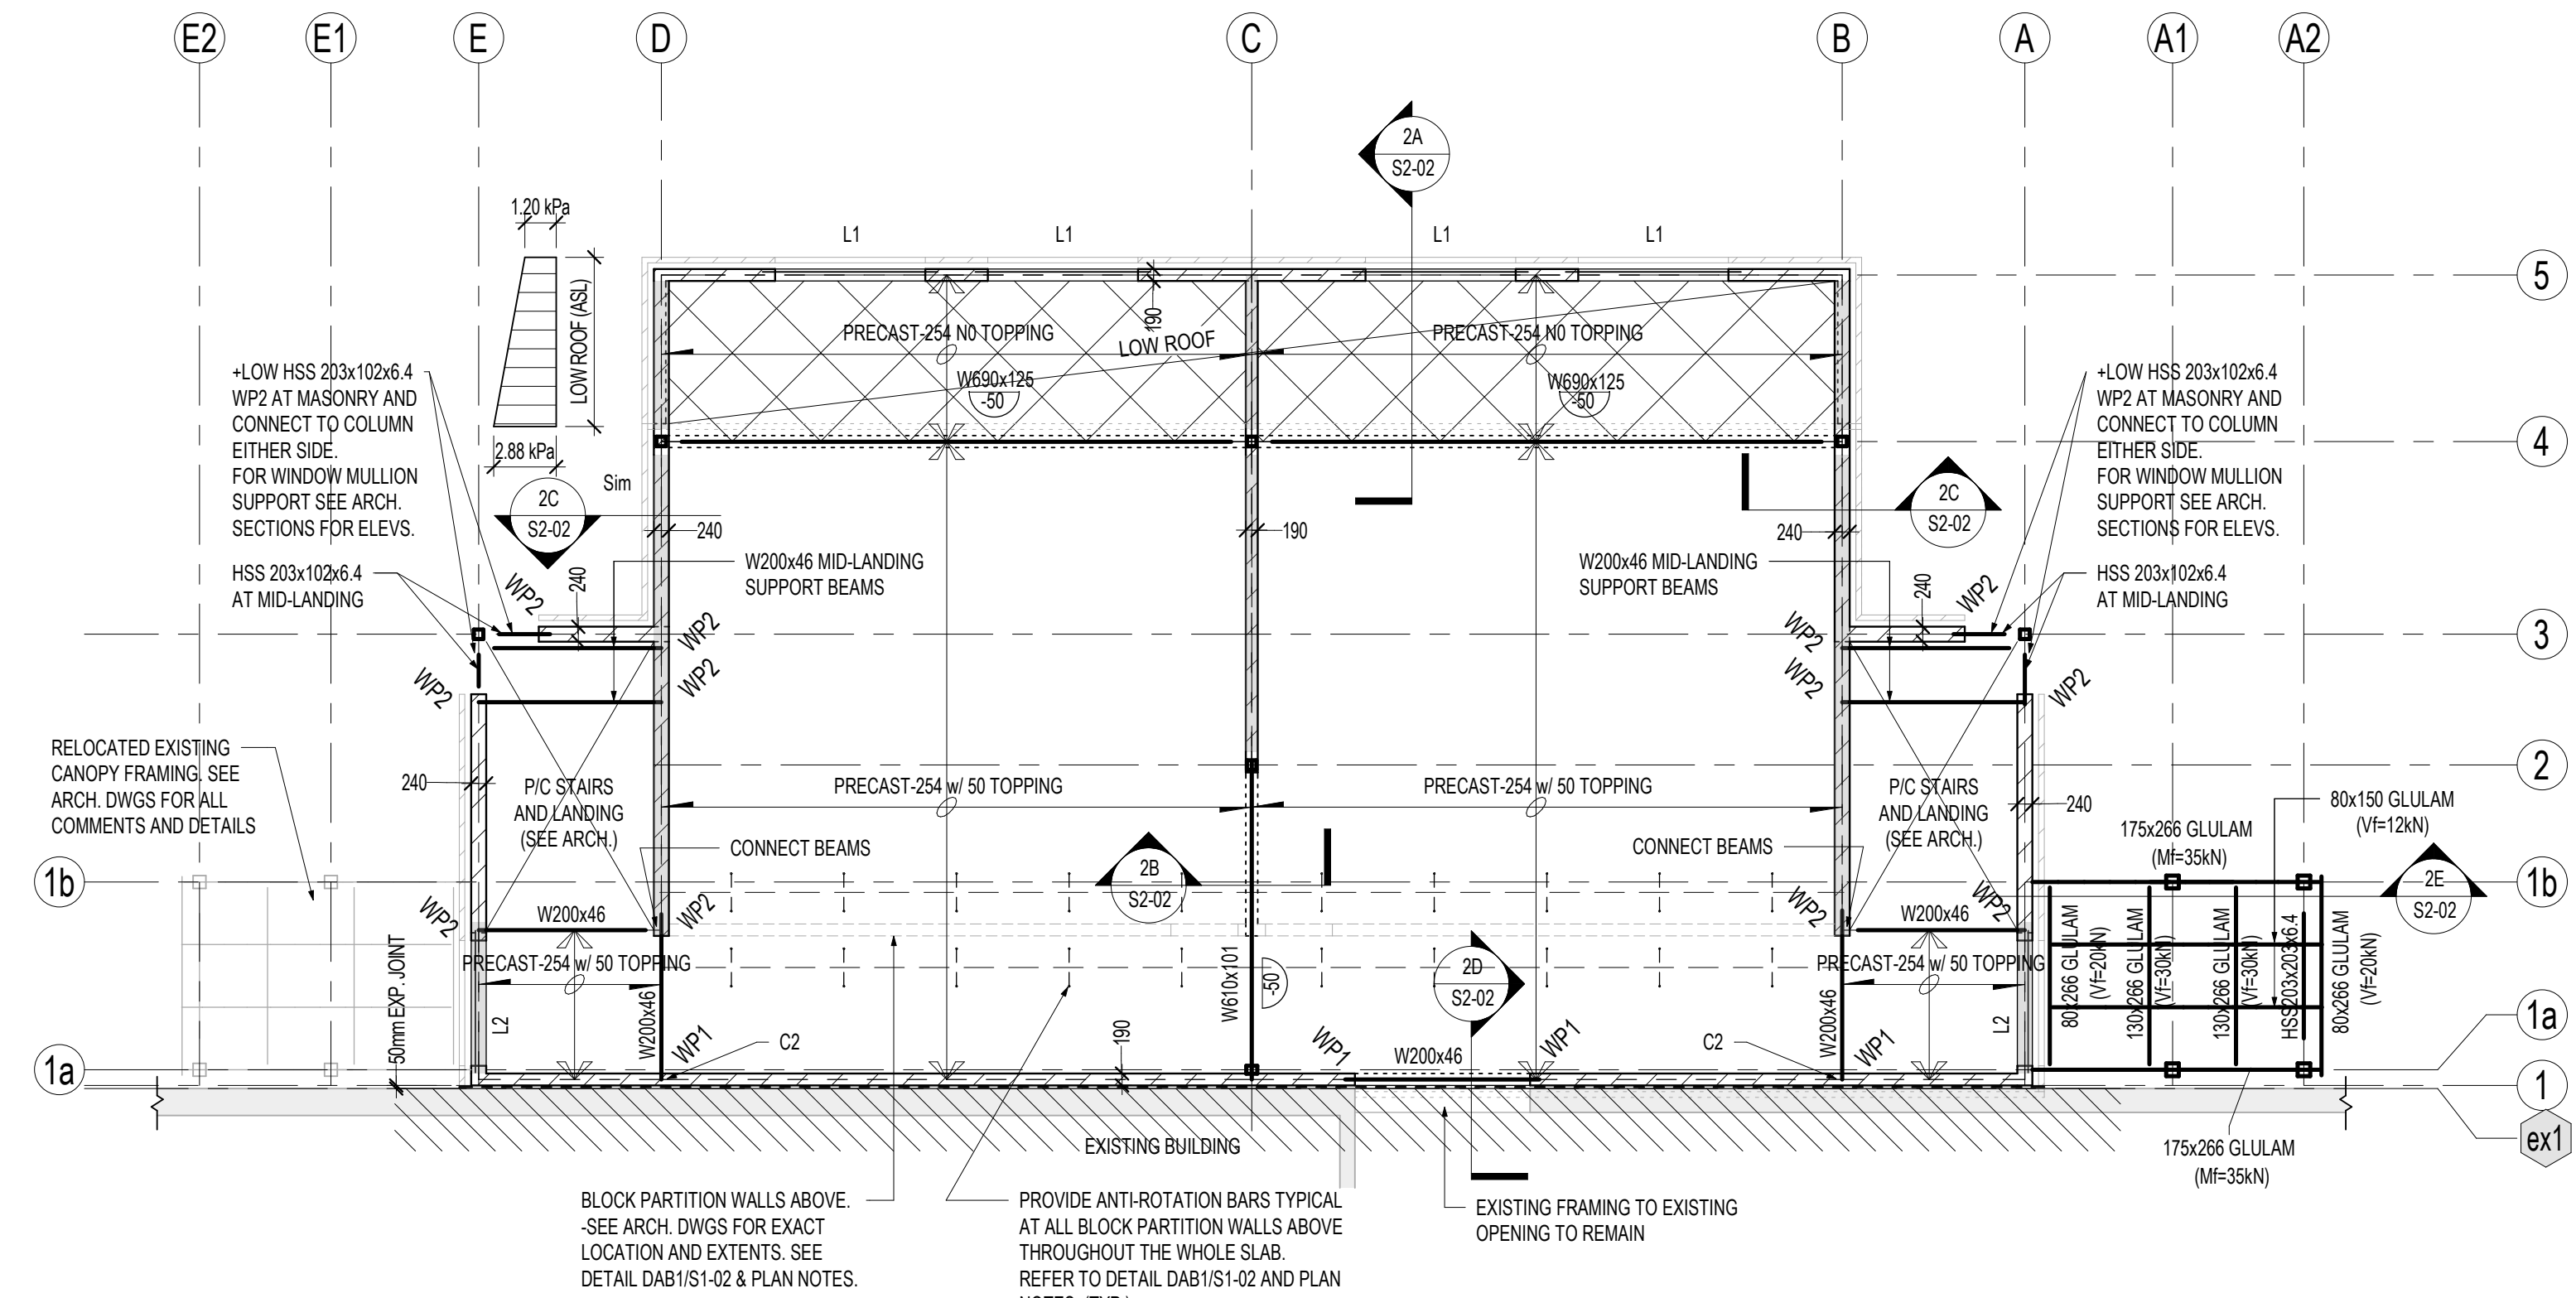 E2
E1
E
D
C
B
A
A1
A2
2A
S2-02
1.20 kPa
L1
L1
L1
L1
LOW ROOF (ASL)
5
190
PRECAST-254 N0 TOPPING
PRECAST-254 N0 TOPPING
LOW ROOF
W690x125
-50
W690x125
-50
+LOW HSS 203x102x6.4
WP2 AT MASONRY AND
CONNECT TO COLUMN
EITHER SIDE.
FOR WINDOW MULLION
SUPPORT SEE ARCH.
SECTIONS FOR ELEVS.
+LOW HSS 203x102x6.4
WP2 AT MASONRY AND
CONNECT TO COLUMN
EITHER SIDE.
FOR WINDOW MULLION
SUPPORT SEE ARCH.
SECTIONS FOR ELEVS.
2.88 kPa
4
Sim
2C
S2-02
2C
S2-02
240
190
240
W200x46 MID-LANDING
SUPPORT BEAMS
W200x46 MID-LANDING
SUPPORT BEAMS
HSS 203x102x6.4
AT MID-LANDING
HSS 203x102x6.4
AT MID-LANDING
WP2
240
240
WP2
WP2
WP2
3
WP2
WP2
WP2
WP2
RELOCATED EXISTING
CANOPY FRAMING. SEE
ARCH. DWGS FOR ALL
COMMENTS AND DETAILS
240
P/C STAIRS
AND LANDING
(SEE ARCH.)
PRECAST-254 w/ 50 TOPPING
PRECAST-254 w/ 50 TOPPING
P/C STAIRS
AND LANDING
(SEE ARCH.)
240
2
80x150 GLULAM
(Vf=12kN)
175x266 GLULAM
(Mf=35kN)
CONNECT BEAMS
CONNECT BEAMS
2B
S2-02
2E
S2-02
1b
1b
WP2
W200x46
WP2
WP2
W200x46
WP2
50mm EXP. JOINT
PRECAST-254 w/ 50 TOPPING
PRECAST-254 w/ 50 TOPPING
L2
W200x46
W610x101
-50
2D
S2-02
W200x46
L2
80x266 GLULAM
(Vf=20kN)
130x266 GLULAM
(Vf=30kN)
130x266 GLULAM
(Vf=30kN)
HSS203x203x6.4
80x266 GLULAM
(Vf=20kN)
1a
1a
WP1
C2
190
WP1
W200x46
WP1
C2
WP1
1
ex1
EXISTING BUILDING
175x266 GLULAM
(Mf=35kN)
BLOCK PARTITION WALLS ABOVE.
-SEE ARCH. DWGS FOR EXACT
LOCATION AND EXTENTS. SEE
DETAIL DAB1/S1-02 & PLAN NOTES.
PROVIDE ANTI-ROTATION BARS TYPICAL
AT ALL BLOCK PARTITION WALLS ABOVE
THROUGHOUT THE WHOLE SLAB.
REFER TO DETAIL DAB1/S1-02 AND PLAN
EXISTING FRAMING TO EXISTING
OPENING TO REMAIN